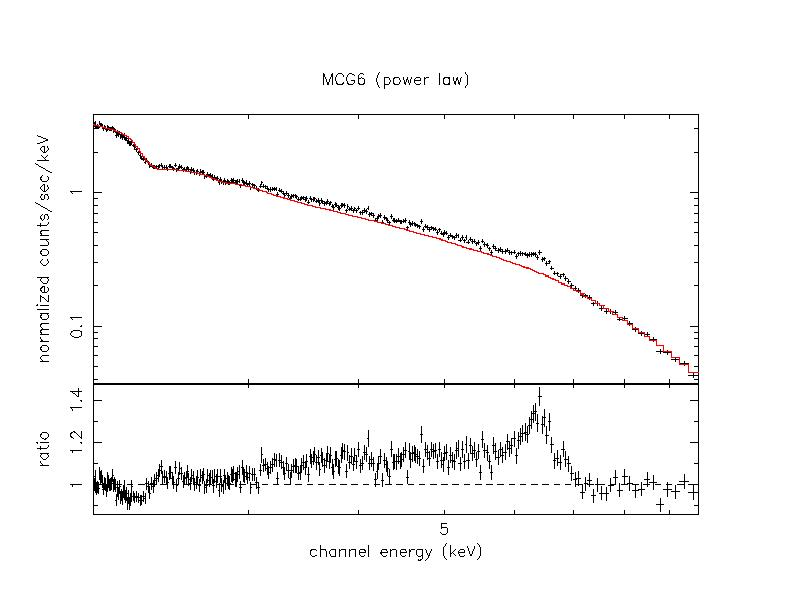 MCG6 (power law)
normalized counts/sec/keV
1
0.1
ratio
1.4
1.2
1
5
channel energy (keV)